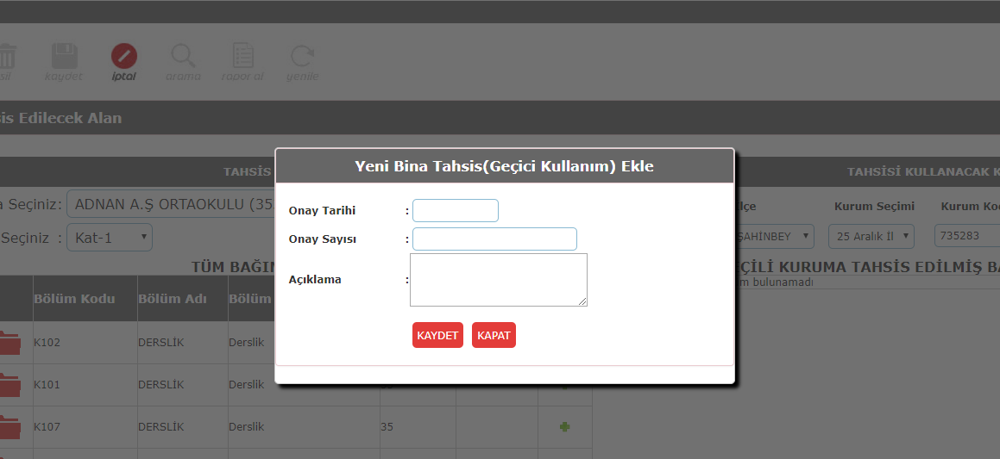 sli kaydet iptal arama rapor al yenile
sis Edilecek Alan
TAHSİS
TAHSİSİ KULLANACAK K
a Seçiniz: ADNAN A.Ş ORTAOKULU (35
Seçiniz : Kat-1
lçe Kurum Seçimi Kurum Ko
ŞAHİNBEY 25 Aralık İl 735283
TÜM BAĞIN
ÇİLİ KURUMA TAHSİS EDİLMİŞ BA
m bulunamadı
Yeni Bina Tahsis(Geçici Kullanım) Ekle
Onay Tarihi :
Onay Sayısı :
Açıklama :
KAYDET KAPAT
Bölüm Kodu Bölüm Adı Bölüm
K102 DERSLİK Derslik
K101 DERSLİK Derslik
K107 DERSLİK Derslik 35